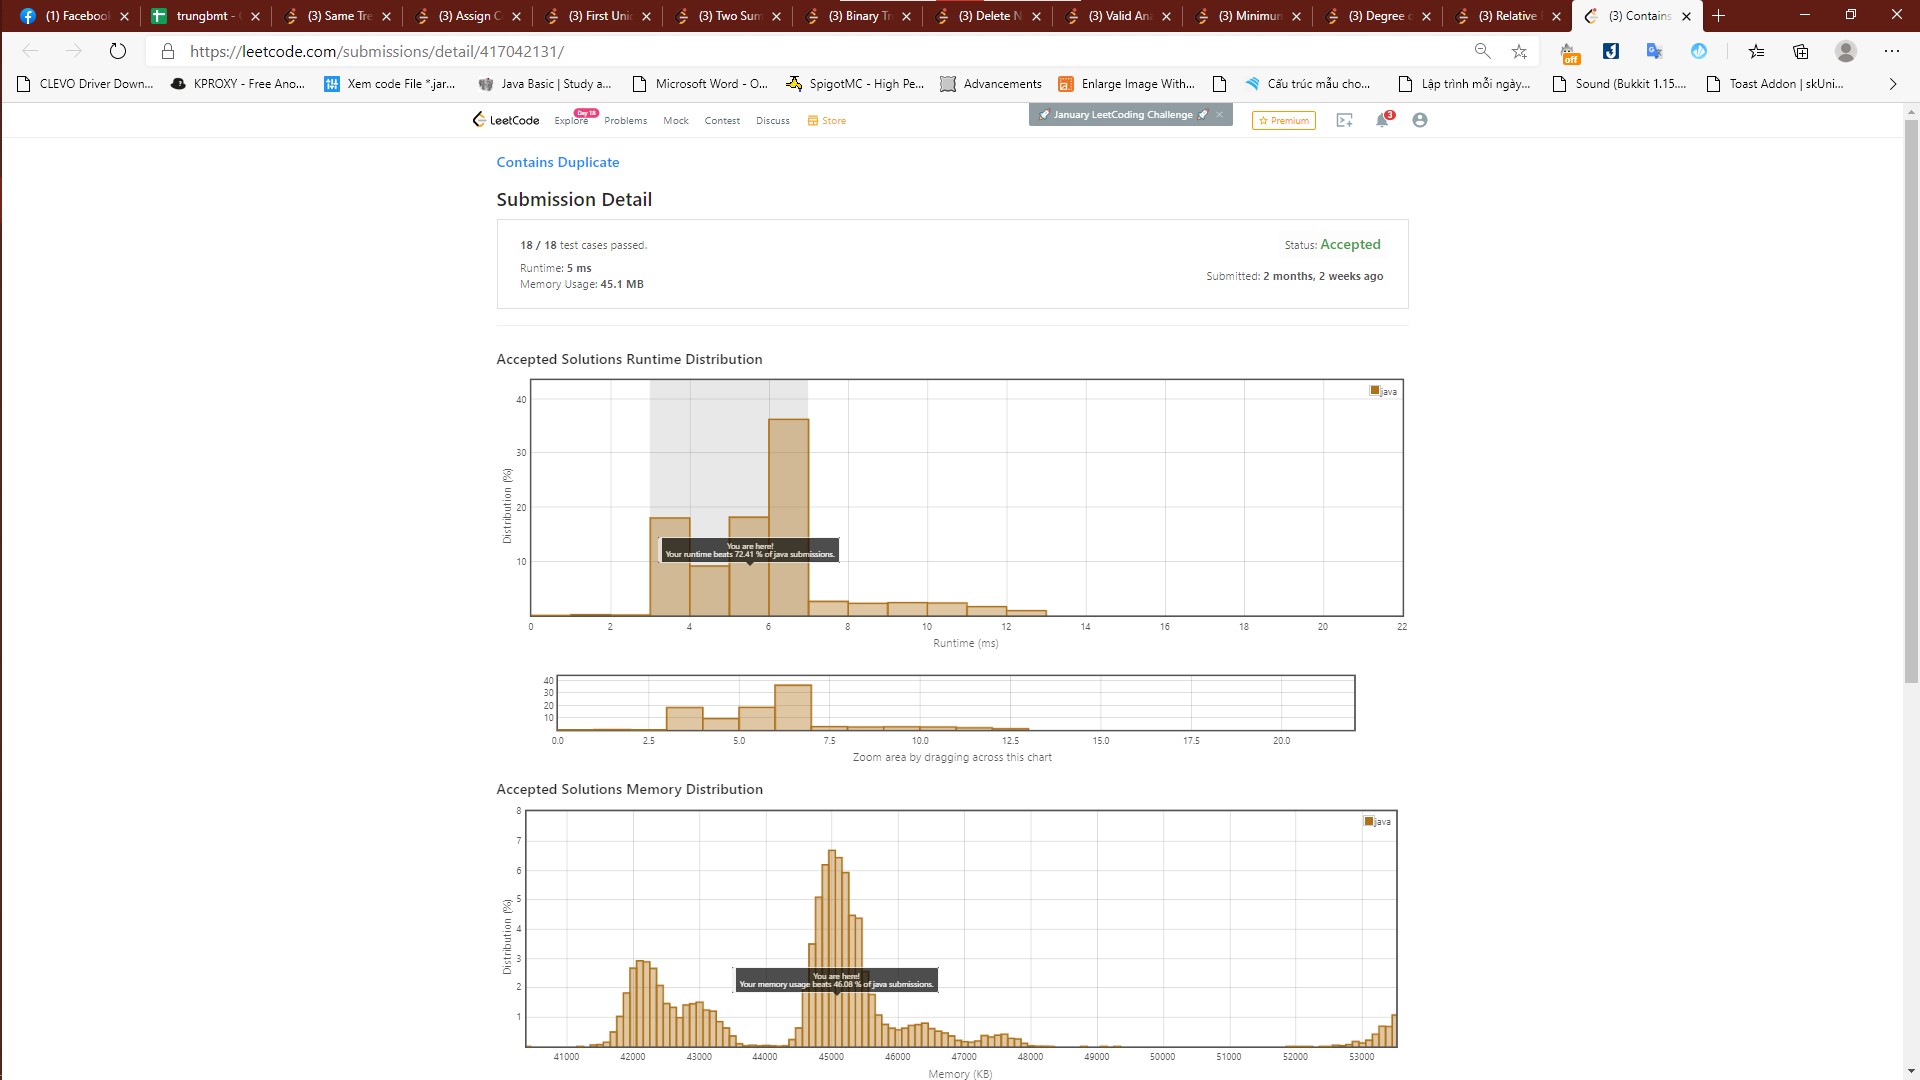 (1) Facebook
trungbmt -
(3) Same Tre
(3) Assign C
(3) First Uni
(3) Two Sum
(3) Binary Tr
(3) Delete N
(3) Valid Ana
(3) Minimum
(3) Degree o
(3) Relative
(3) Contains
https://leetcode.com/submissions/detail/417042131/
off
CLEVO Driver Down...
KPROXY - Free Ano...
Xem code File *.jar...
Java Basic | Study a...
Microsoft Word - O...
SpigotMC - High Pe...
Advancements
Enlarge Image With...
Cấu trúc mẫu cho...
Lập trình mỗi ngày...
Sound (Bukkit 1.15....
Toast Addon | skUni...
LeetCode
Explore
Day 18
Problems
Mock
Contest
Discuss
Store
January LeetCoding Challenge
Premium
3
Contains Duplicate
Submission Detail
18 / 18 test cases passed.
Status: Accepted
Runtime: 5 ms
Submitted: 2 months, 2 weeks ago
Memory Usage: 45.1 MB
Accepted Solutions Runtime Distribution
java
40
30
20
10
Distribution (%)
You are here!
Your runtime beats 72.41 % of java submissions.
0 2 4 6 8 10 12 14 16 18 20 22
Runtime (ms)
40
30
20
10
0.0 2.5 5.0 7.5 10.0 12.5 15.0 17.5 20.0
Zoom area by dragging across this chart
Accepted Solutions Memory Distribution
java
8
7
6
5
4
3
2
1
Distribution (%)
You are here!
Your memory usage beats 46.08 % of java submissions.
41000 42000 43000 44000 45000 46000 47000 48000 49000 50000 51000 52000 53000
Memory (KB)